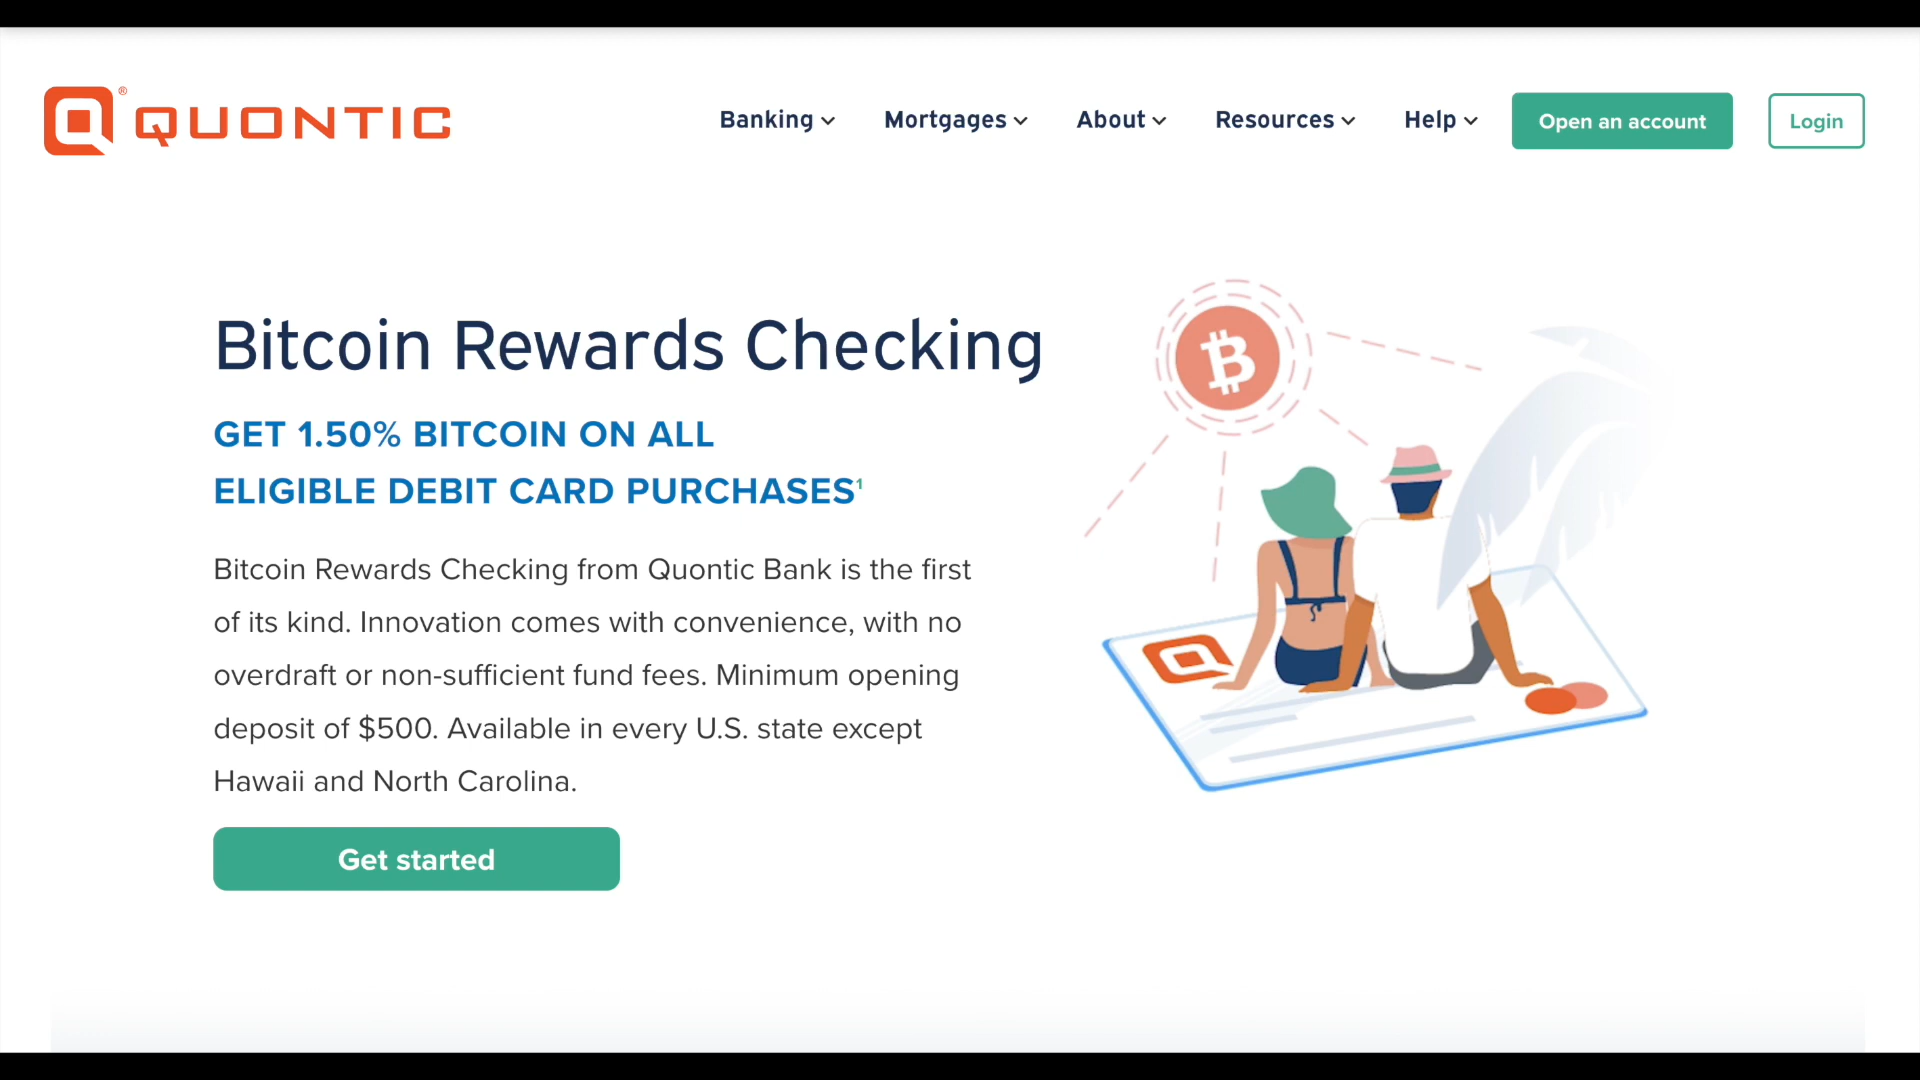 QUONTIC®
Banking
Mortgages
About
Resources
Help
Open an account
Login
Bitcoin Rewards Checking
GET 1.50% BITCOIN ON ALL
ELIGIBLE DEBIT CARD PURCHASES¹
Bitcoin Rewards Checking from Quontic Bank is the first
of its kind. Innovation comes with convenience, with no
overdraft or non-sufficient fund fees. Minimum opening
deposit of $500. Available in every U.S. state except
Hawaii and North Carolina.
Get started